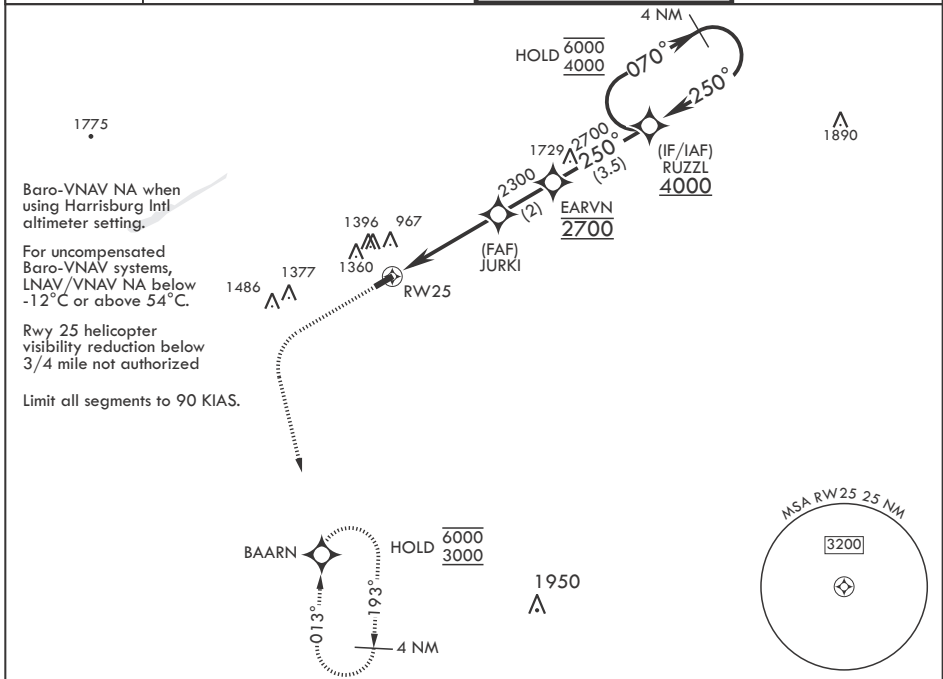 4 NM
HOLD 6000
4000
070°
250°
1775
1890
1729
2700
250°
(3.5)
(IF/IAF)
RUZZL
4000
2300
(2)
EARVN
2700
(FAF)
JURKI
Baro-VNAV NA when
using Harrisburg Intl
altimeter setting.
For uncompensated
Baro-VNAV systems,
LNAV/VNAV NA below
-12°C or above 54°C.
Rwy 25 helicopter
visibility reduction below
3/4 mile not authorized
Limit all segments to 90 KIAS.
1396
967
1360
1377
1486
RW25
BAARN
HOLD 6000
3000
013°
193°
4 NM
1950
MSA RW25 25 NM
3200